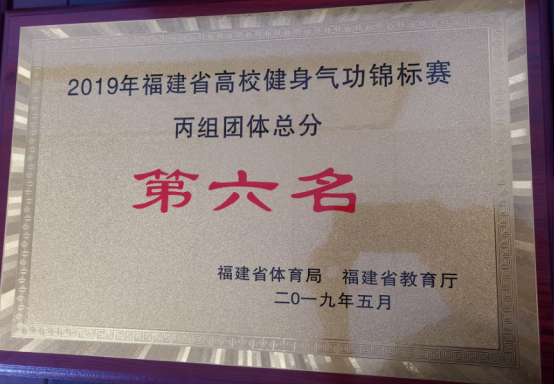 2019年福建省高校健身气功锦标赛
丙组团体总分
第六名
福建省体育局 福建省教育厅
二0一九年五月